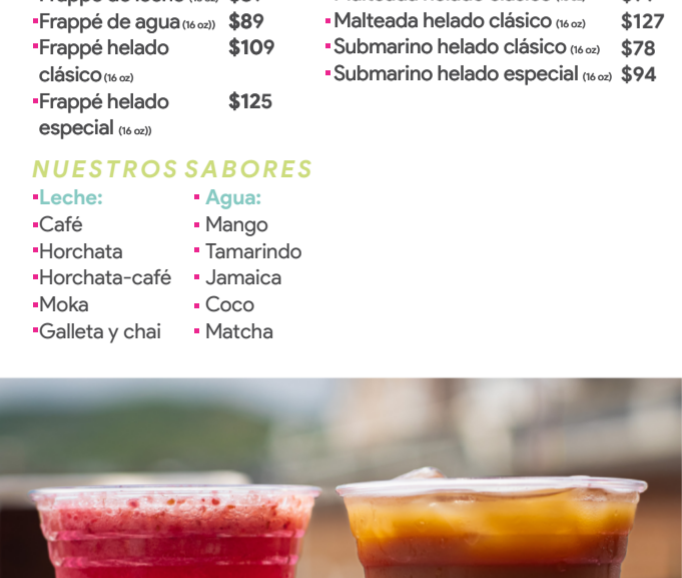 ▪Frappé de agua (16 oz)) $89
▪Frappé helado $109
clásico (16 oz)
▪Frappé helado $125
especial (16 oz))
▪Malteada helado clásico (16 oz) $127
▪Submarino helado clásico (16 oz) $78
▪Submarino helado especial (16 oz) $94
NUESTROS SABORES
▪Leche:
▪Café
▪Horchata
▪Horchata-café
▪Moka
▪Galleta y chai
▪ Agua:
▪ Mango
▪ Tamarindo
▪ Jamaica
▪ Coco
▪ Matcha